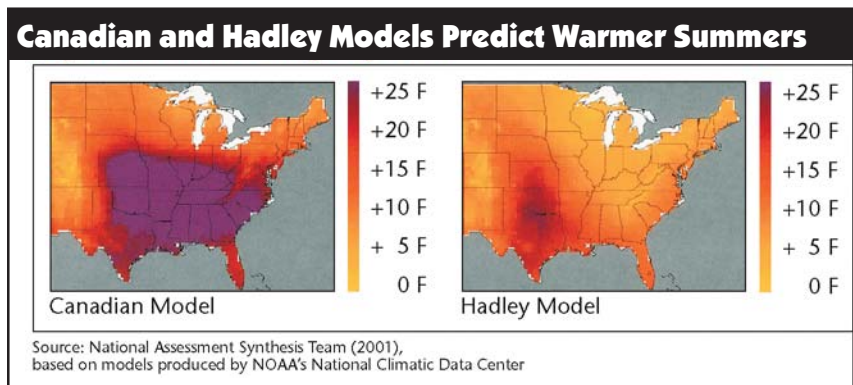 Canadian and Hadley Models Predict Warmer Summers
+25 F
+20 F
+15 F
+10 F
+ 5 F
0 F
Canadian Model
+25 F
+20 F
+15 F
+10 F
+ 5 F
0 F
Hadley Model
Source: National Assessment Synthesis Team (2001),
based on models produced by NOAA's National Climatic Data Center